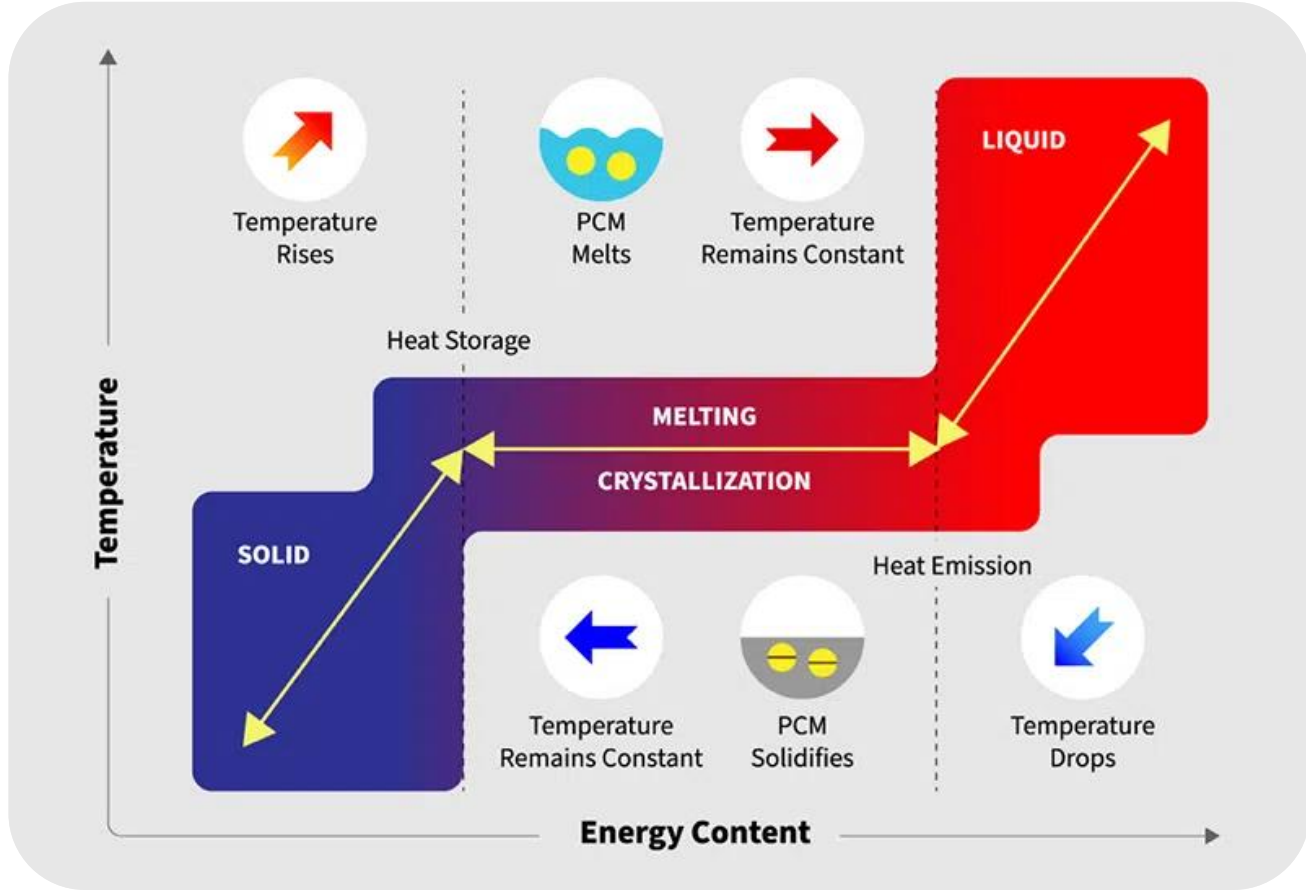 Temperature
Rises
PCM
Melts
Temperature
Remains Constant
LIQUID
Heat Storage
MELTING
CRYSTALLIZATION
SOLID
Heat Emission
Temperature
Remains Constant
PCM
Solidifies
Temperature
Drops
Temperature
Energy Content